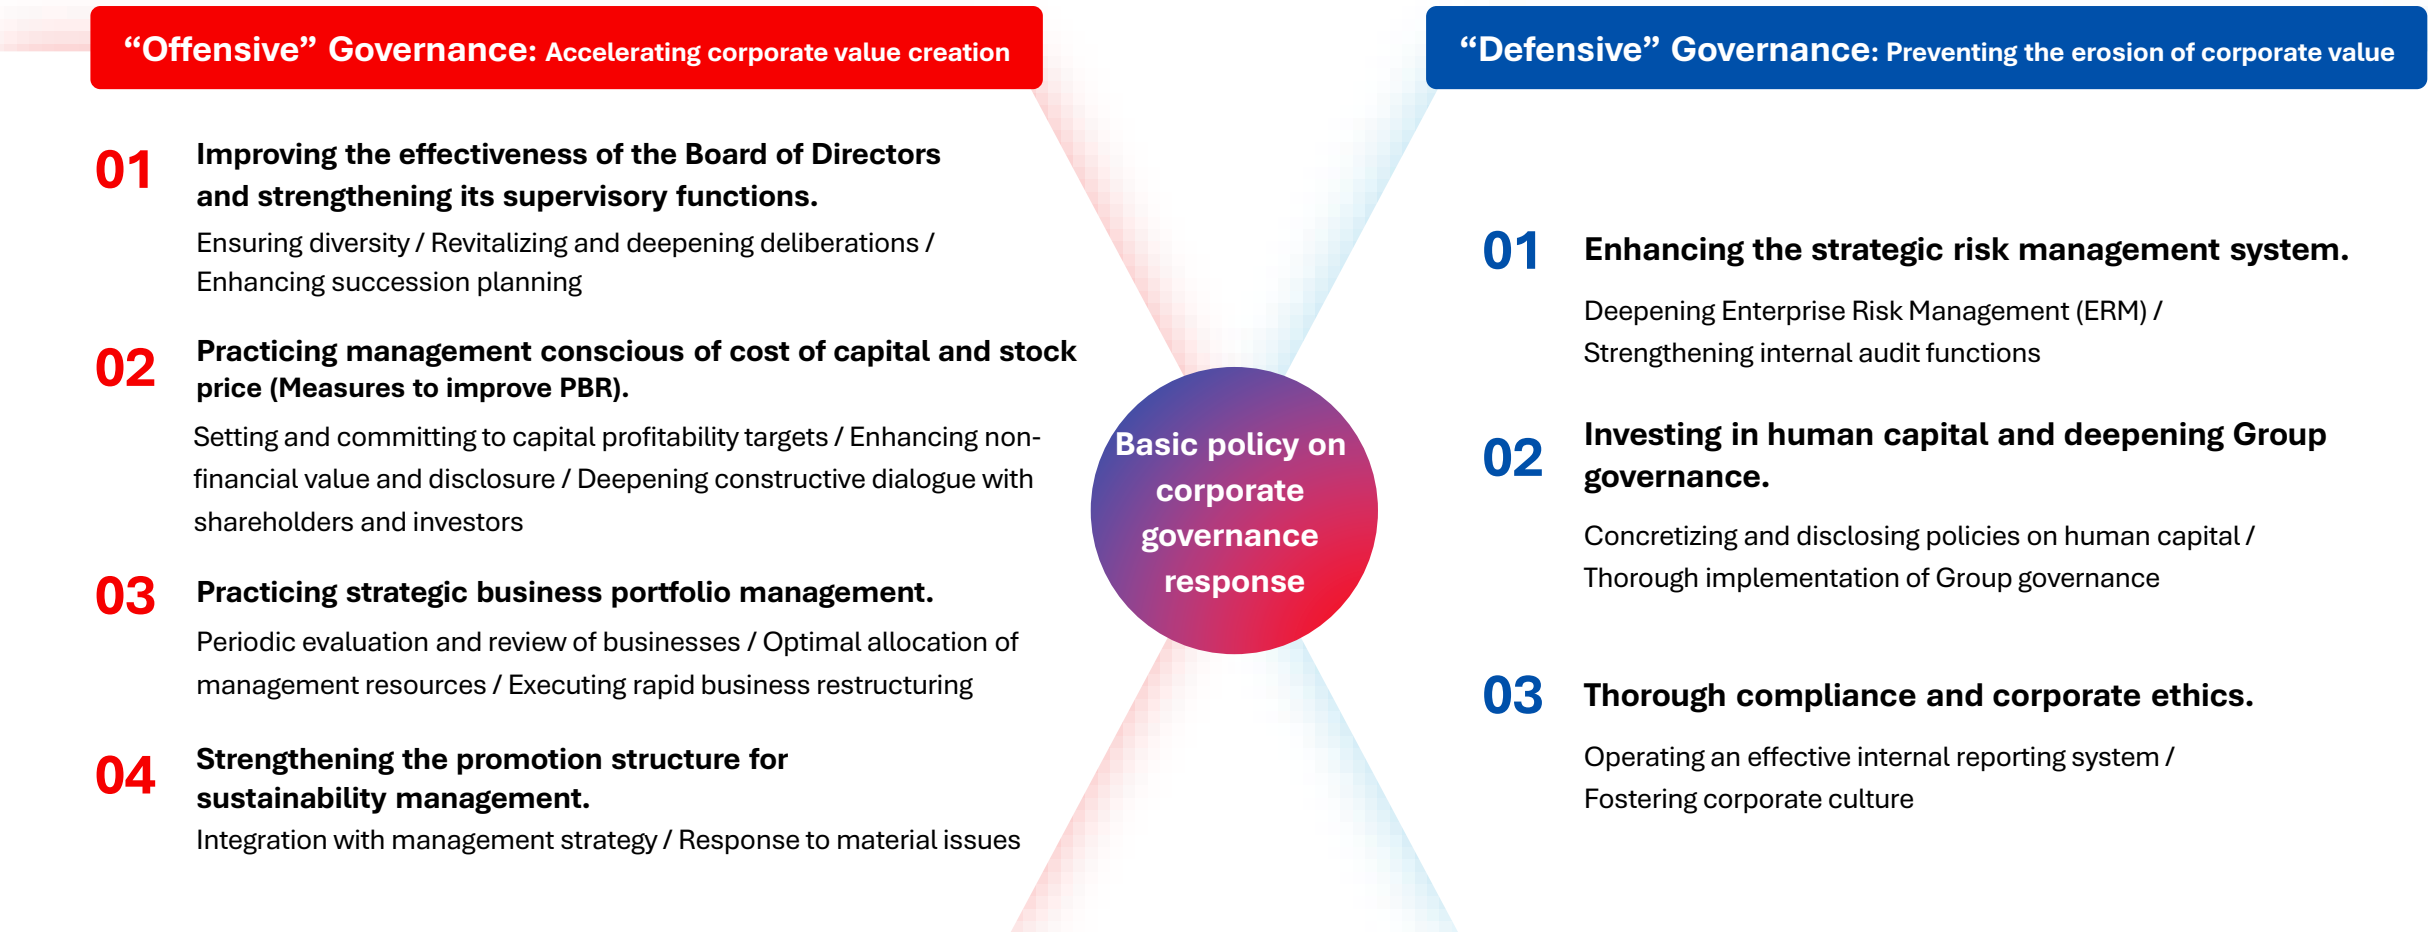 “Offensive” Governance: Accelerating corporate value creation
01
Improving the effectiveness of the Board of Directors
and strengthening its supervisory functions.
Ensuring diversity / Revitalizing and deepening deliberations /
Enhancing succession planning
02
Practicing management conscious of cost of capital and stock
price (Measures to improve PBR).
Setting and committing to capital profitability targets / Enhancing non-
financial value and disclosure / Deepening constructive dialogue with
shareholders and investors
03
Practicing strategic business portfolio management.
Periodic evaluation and review of businesses / Optimal allocation of
management resources / Executing rapid business restructuring
04
Strengthening the promotion structure for
sustainability management.
Integration with management strategy / Response to material issues
Basic policy on
corporate
governance
response
“Defensive” Governance: Preventing the erosion of corporate value
01
Enhancing the strategic risk management system.
Deepening Enterprise Risk Management (ERM) /
Strengthening internal audit functions
02
Investing in human capital and deepening Group
governance.
Concretizing and disclosing policies on human capital /
Thorough implementation of Group governance
03
Thorough compliance and corporate ethics.
Operating an effective internal reporting system /
Fostering corporate culture